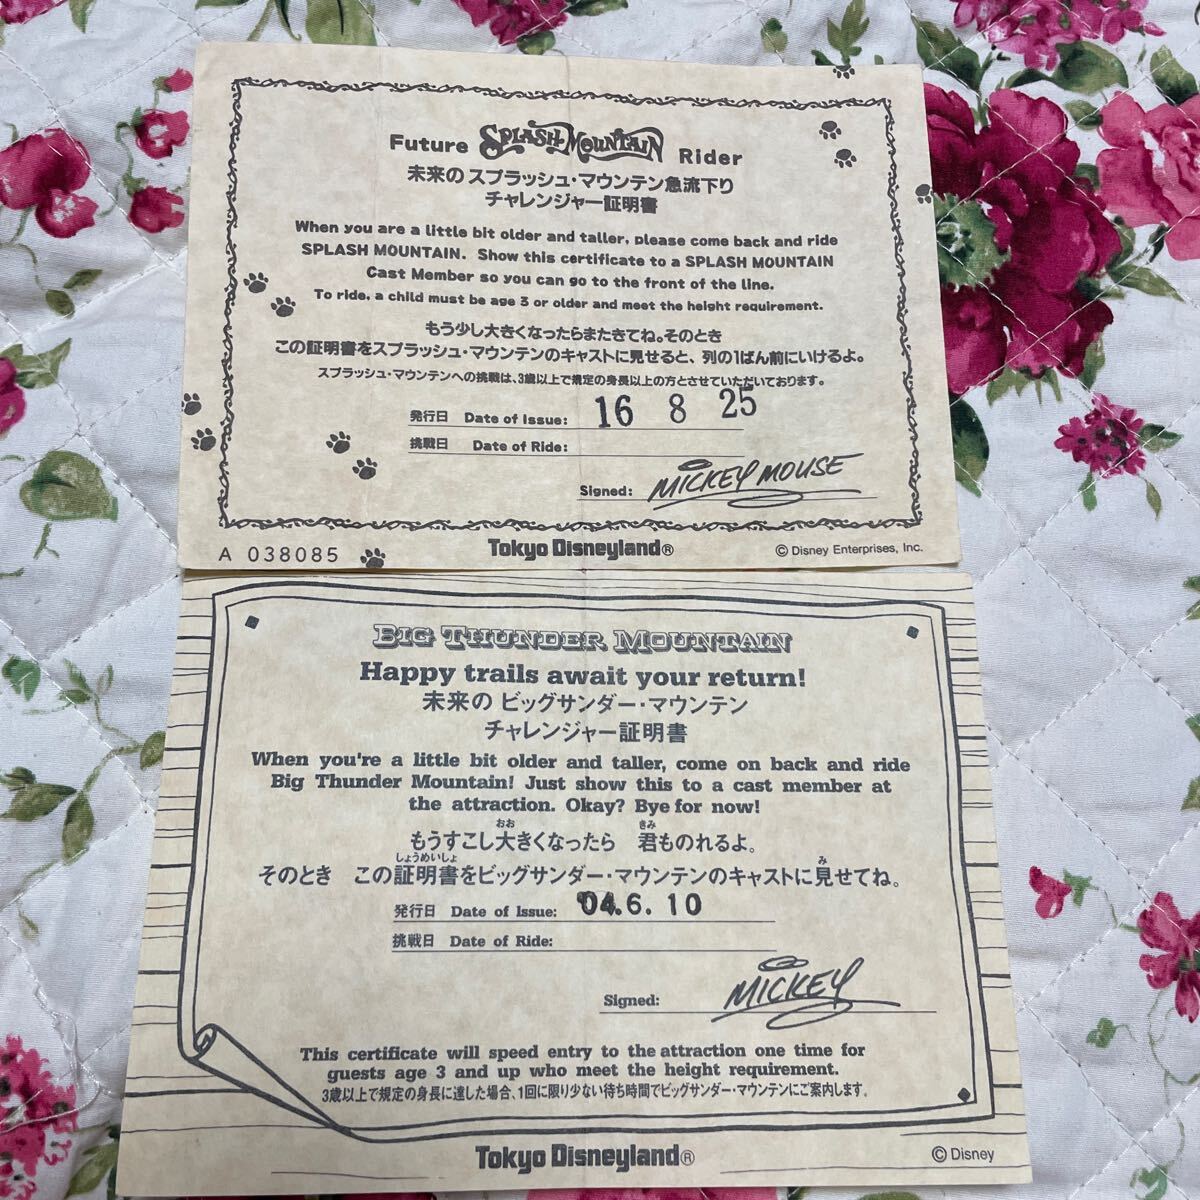 Future SPLASH MOUNTAIN Rider
未来の スプラッシュ・マウンテン急流下り
チャレンジャー証明書
When you are a little bit older and taller, please come back and ride
SPLASH MOUNTAIN. Show this certificate to a SPLASH MOUNTAIN
Cast Member so you can go to the front of the line.
To ride, a child must be age 3 or older and meet the height requirement.
もう少し大きくなったらまたきてね。そのとき
この証明書をスプラッシュ・マウンテンのキャストに見せると、列の1ばん前にいけるよ。
スプラッシュ・マウンテンへの挑戦は、3歳以上で規定の身長以上の方とさせていただいております。
発行日 Date of Issue: 16 8 25
挑戦日 Date of Ride:
Signed: MICKEY MOUSE
A 038085
Tokyo Disneyland®
© Disney Enterprises, Inc.
BIG THUNDER MOUNTAIN
Happy trails await your return!
未来の ビッグサンダー・マウンテン
チャレンジャー証明書
When you're a little bit older and taller, come on back and ride
Big Thunder Mountain! Just show this to a cast member at
the attraction. Okay? Bye for now!
おお きみ
もうすこし大きくなったら 君ものれるよ。
しょうめいしょ み
そのとき この証明書をビッグサンダー・マウンテンのキャストに見せてね。
発行日 Date of Issue: 04.6.10
挑戦日 Date of Ride:
Signed: MICKEY
This certificate will speed entry to the attraction one time for
guests age 3 and up who meet the height requirement.
3歳以上で規定の身長に達した場合、1回に限り少ない待ち時間でビッグサンダー・マウンテンにご案内します。
Tokyo Disneyland®
© Disney